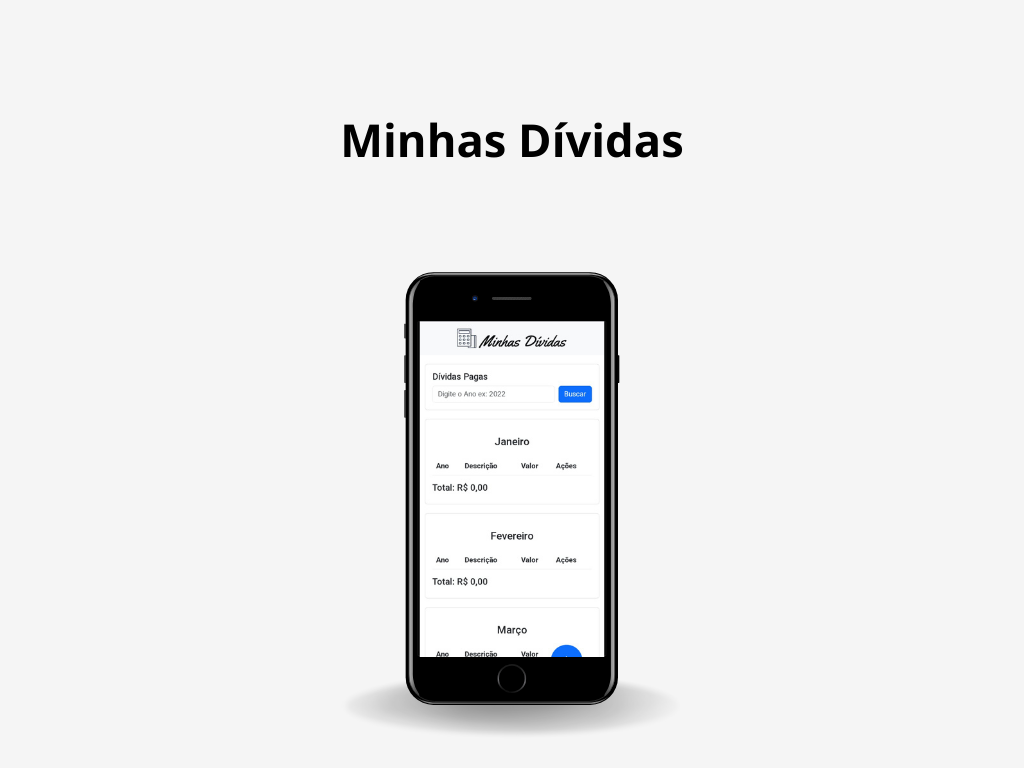 Minhas Dívidas
Minhas Dívidas
Dívidas Pagas
Digite o Ano ex: 2022 Buscar
Janeiro
Ano Descrição Valor Ações
Total: R$ 0,00
Fevereiro
Ano Descrição Valor Ações
Total: R$ 0,00
Março
Ano Descrição Valor